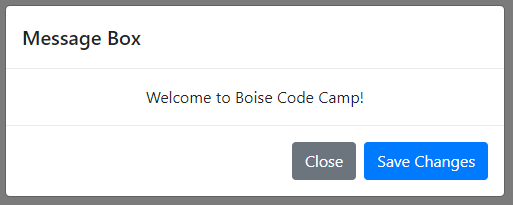 Message Box
Welcome to Boise Code Camp!
Close
Save Changes